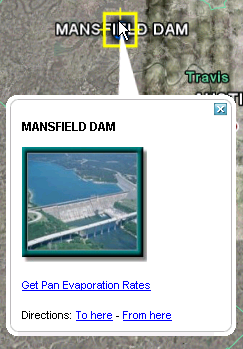 MANSFIELD DAM
Travis
MANSFIELD DAM
Get Pan Evaporation Rates
Directions: To here - From here